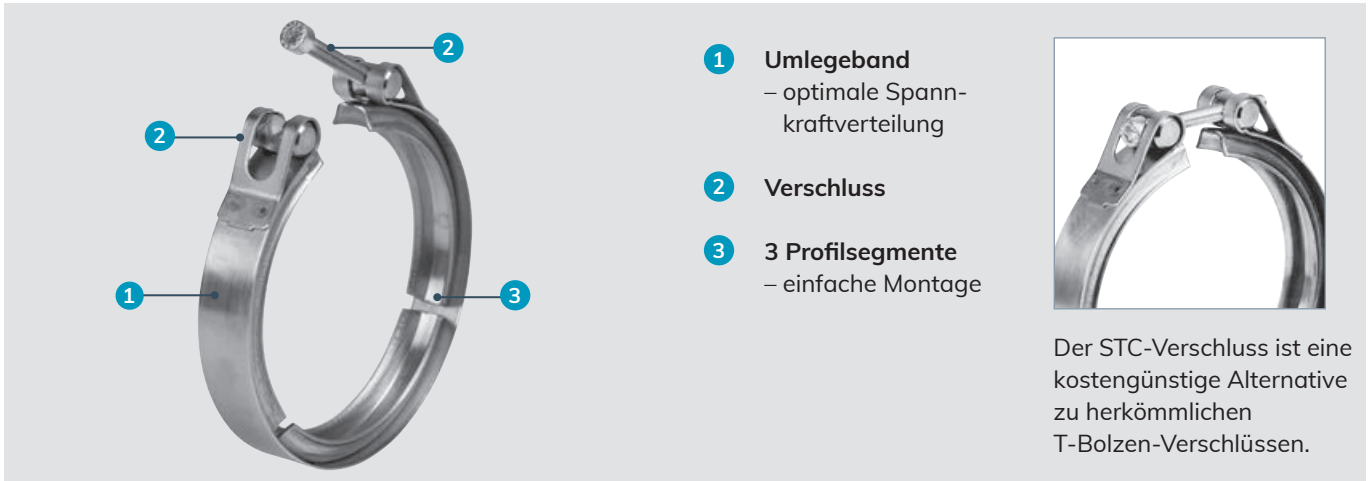 2
2
1
3
1 Umlegeband
– optimale Spann-
kraftverteilung
2 Verschluss
3 3 Profilsegmente
– einfache Montage
Der STC-Verschluss ist eine
kostengünstige Alternative
zu herkömmlichen
T-Bolzen-Verschlüssen.